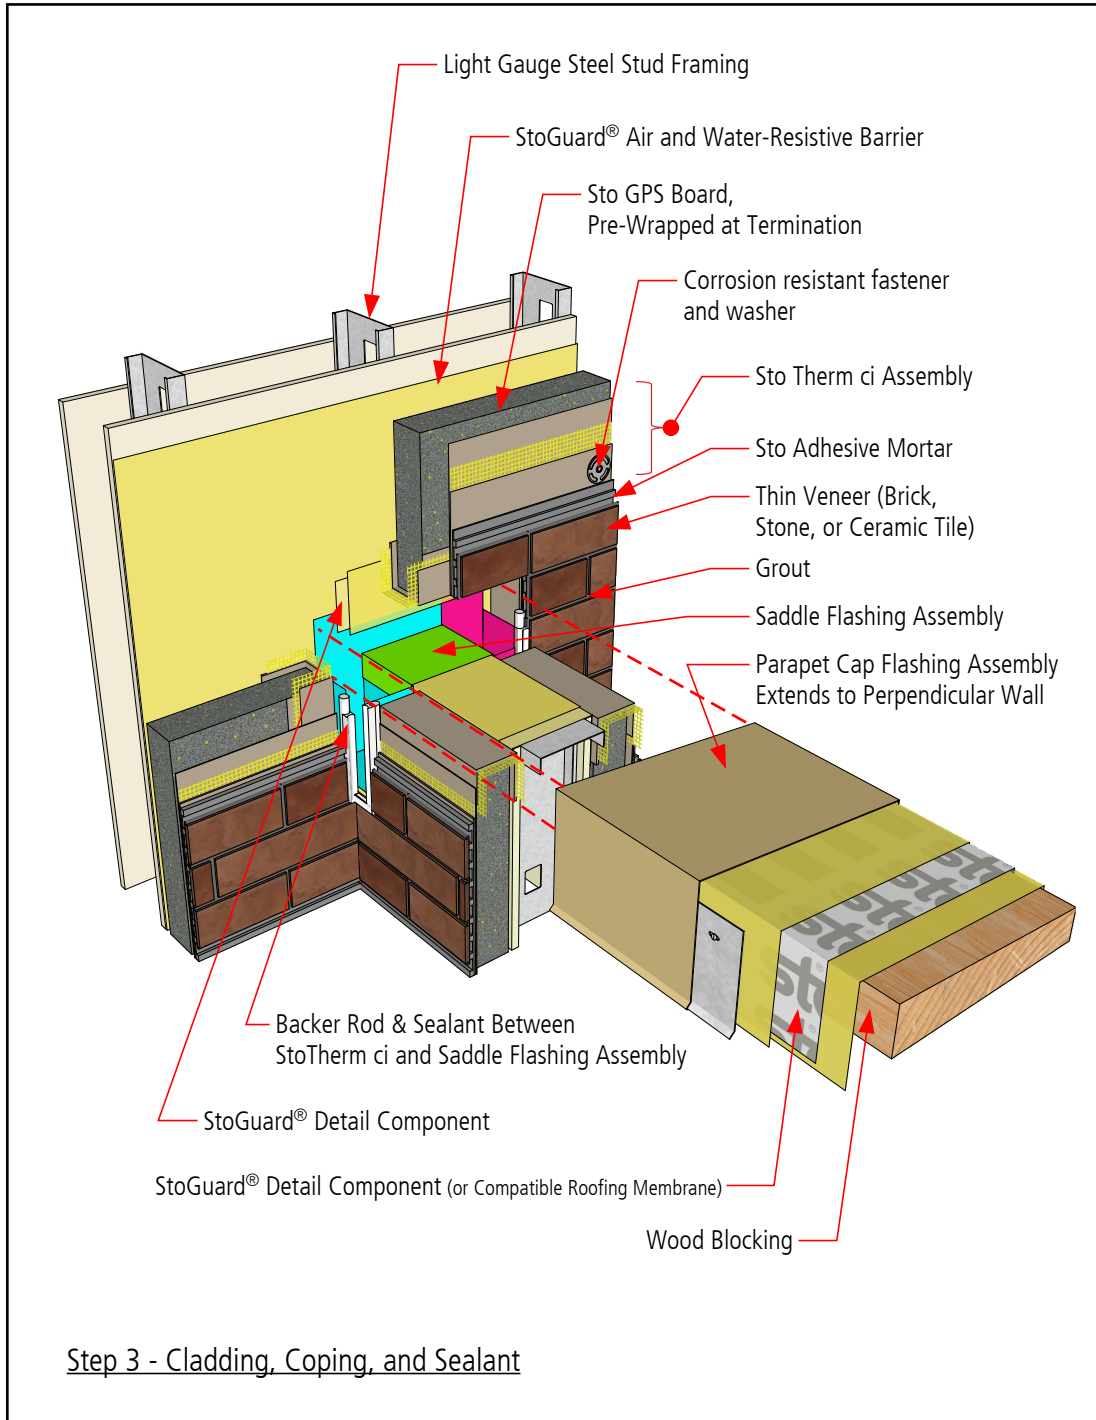 Light Gauge Steel Stud Framing
StoGuard® Air and Water-Resistive Barrier
Sto GPS Board,
Pre-Wrapped at Termination
Corrosion resistant fastener
and washer
Sto Therm ci Assembly
Sto Adhesive Mortar
Thin Veneer (Brick,
Stone, or Ceramic Tile)
Grout
Saddle Flashing Assembly
Parapet Cap Flashing Assembly
Extends to Perpendicular Wall
sto
sto
sto
sto
Backer Rod & Sealant Between
StoTherm ci and Saddle Flashing Assembly
StoGuard® Detail Component
StoGuard® Detail Component (or Compatible Roofing Membrane)
Wood Blocking
Step 3 - Cladding, Coping, and Sealant